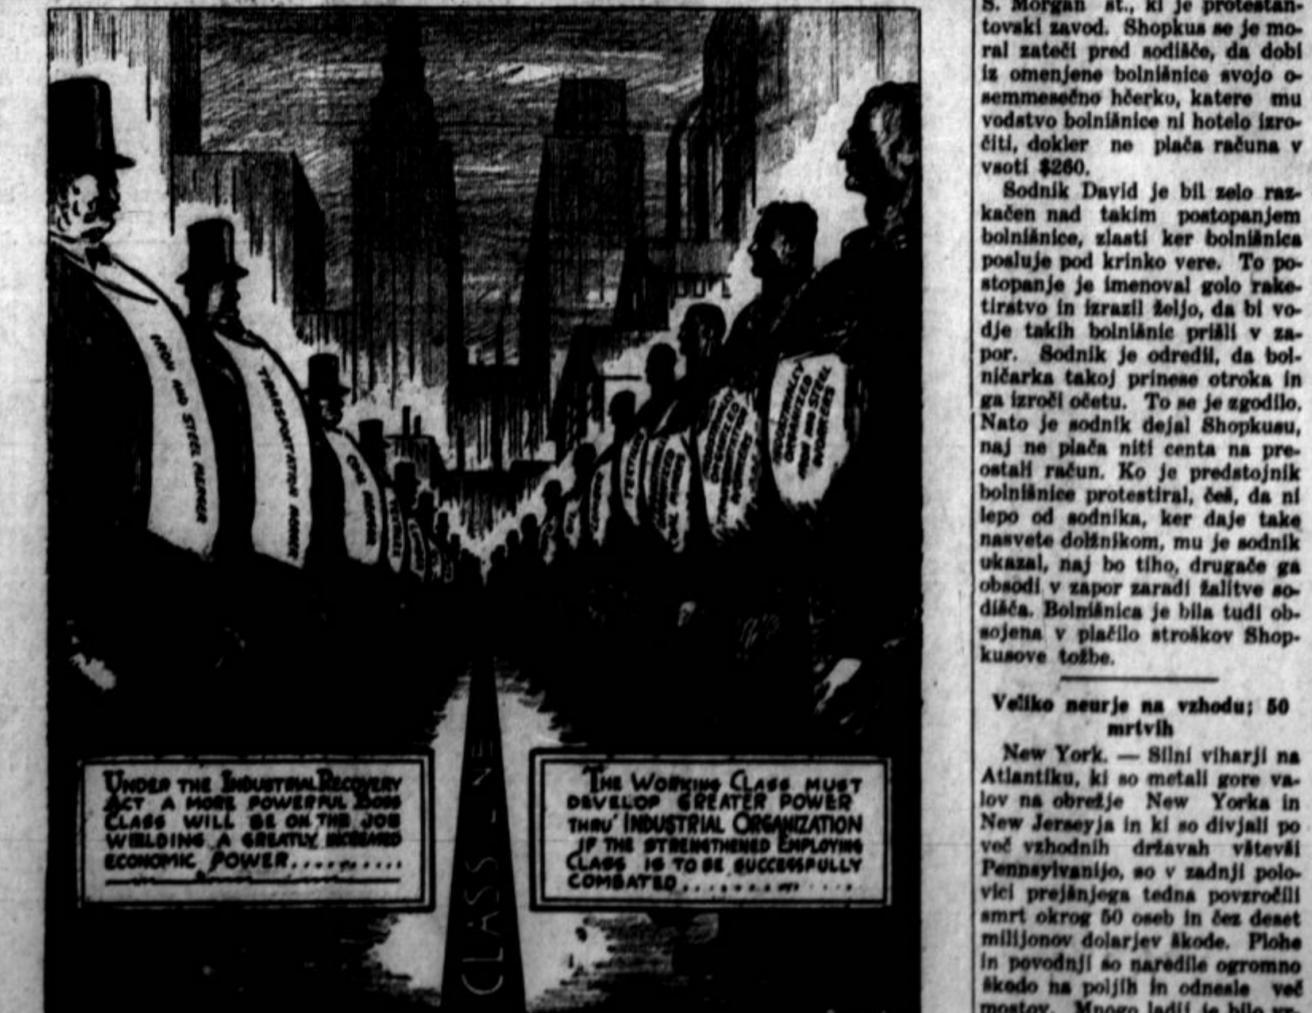 IRON AND STEEL MERGER
TRANSPORTATION MERGER
COAL
INDUSTRIALLY
ORGANIZED
IRON AND STEEL
WORKERS
UNDER THE INDUSTRIAL RECOVERY
ACT A MORE POWERFUL BOSS
CLASS WILL BE ON THE JOB
WIELDING A GREATLY INCREASED
ECONOMIC POWER..........
THE WORKING CLASS MUST
DEVELOP GREATER POWER
THRU' INDUSTRIAL ORGANIZATION
IF THE STRENGTHENED EMPLOYING
CLASS IS TO BE SUCCESSFULLY
COMBATED..............
CLASS - LINE
S. Morgan st., ki je protestan-
tovski zavod. Shopkus se je mo-
ral zateči pred sodišče, da dobi
iz omenjene bolnišnice svojo o-
semmesečno hčerko, katere mu
vodstvo bolnišnice ni hotelo izro-
čiti, dokler ne plača računa v
vsoti $260.
Sodnik David je bil zelo raz-
kačen nad takim postopanjem
bolnišnice, zlasti ker bolnišnica
posluje pod krinko vere. To po-
stopanje je imenoval golo rake-
tirstvo in izrazil željo, da bi vo-
dje takih bolnišnic prišli v za-
por. Sodnik je odredil, da bol-
ničarka takoj prinese otroka in
ga izroči očetu. To se je zgodilo.
Nato je sodnik dejal Shopkusu,
naj ne plača niti centa na pre-
ostali račun. Ko je predstojnik
bolnišnice protestiral, češ, da ni
lepo od sodnika, ker daje take
nasvete dolžnikom, mu je sodnik
ukazal, naj bo tiho, drugače ga
obsodi v zapor zaradi žalitve so-
dišča. Bolnišnica je bila tudi ob-
sojena v plačilo stroškov Shop-
kusove tožbe.
Veliko neurje na vzhodu; 50
mrtvih
New York. — Silni viharji na
Atlantiku, ki so metali gore va-
lov na obrežje New Yorka in
New Jerseyja in ki so divjali po
več vzhodnih državah vštevši
Pennsylvanijo, so v zadnji polo-
vici prejšnjega tedna povzročili
smrt okrog 50 oseb in čez deset
milijonov dolarjev škode. Plohe
in povodnji so naredile ogromno
škodo na poljih in odnesle več
mostov. Mnogo ladij je bilo